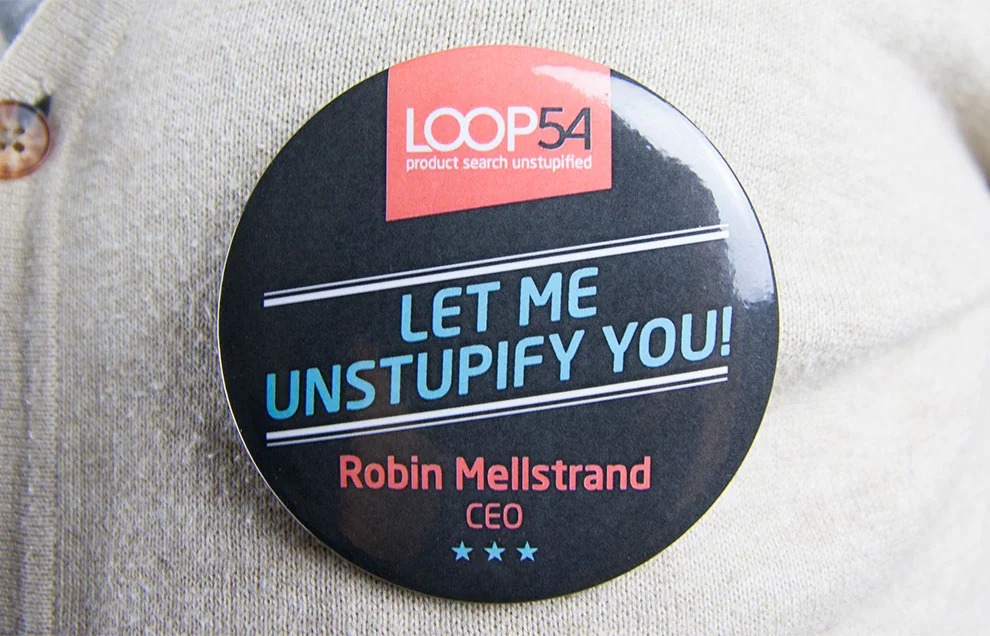 LOOP54
product search unstupified
LET ME
UNSTUPIFY YOU!
Robin Mellstrand
CEO